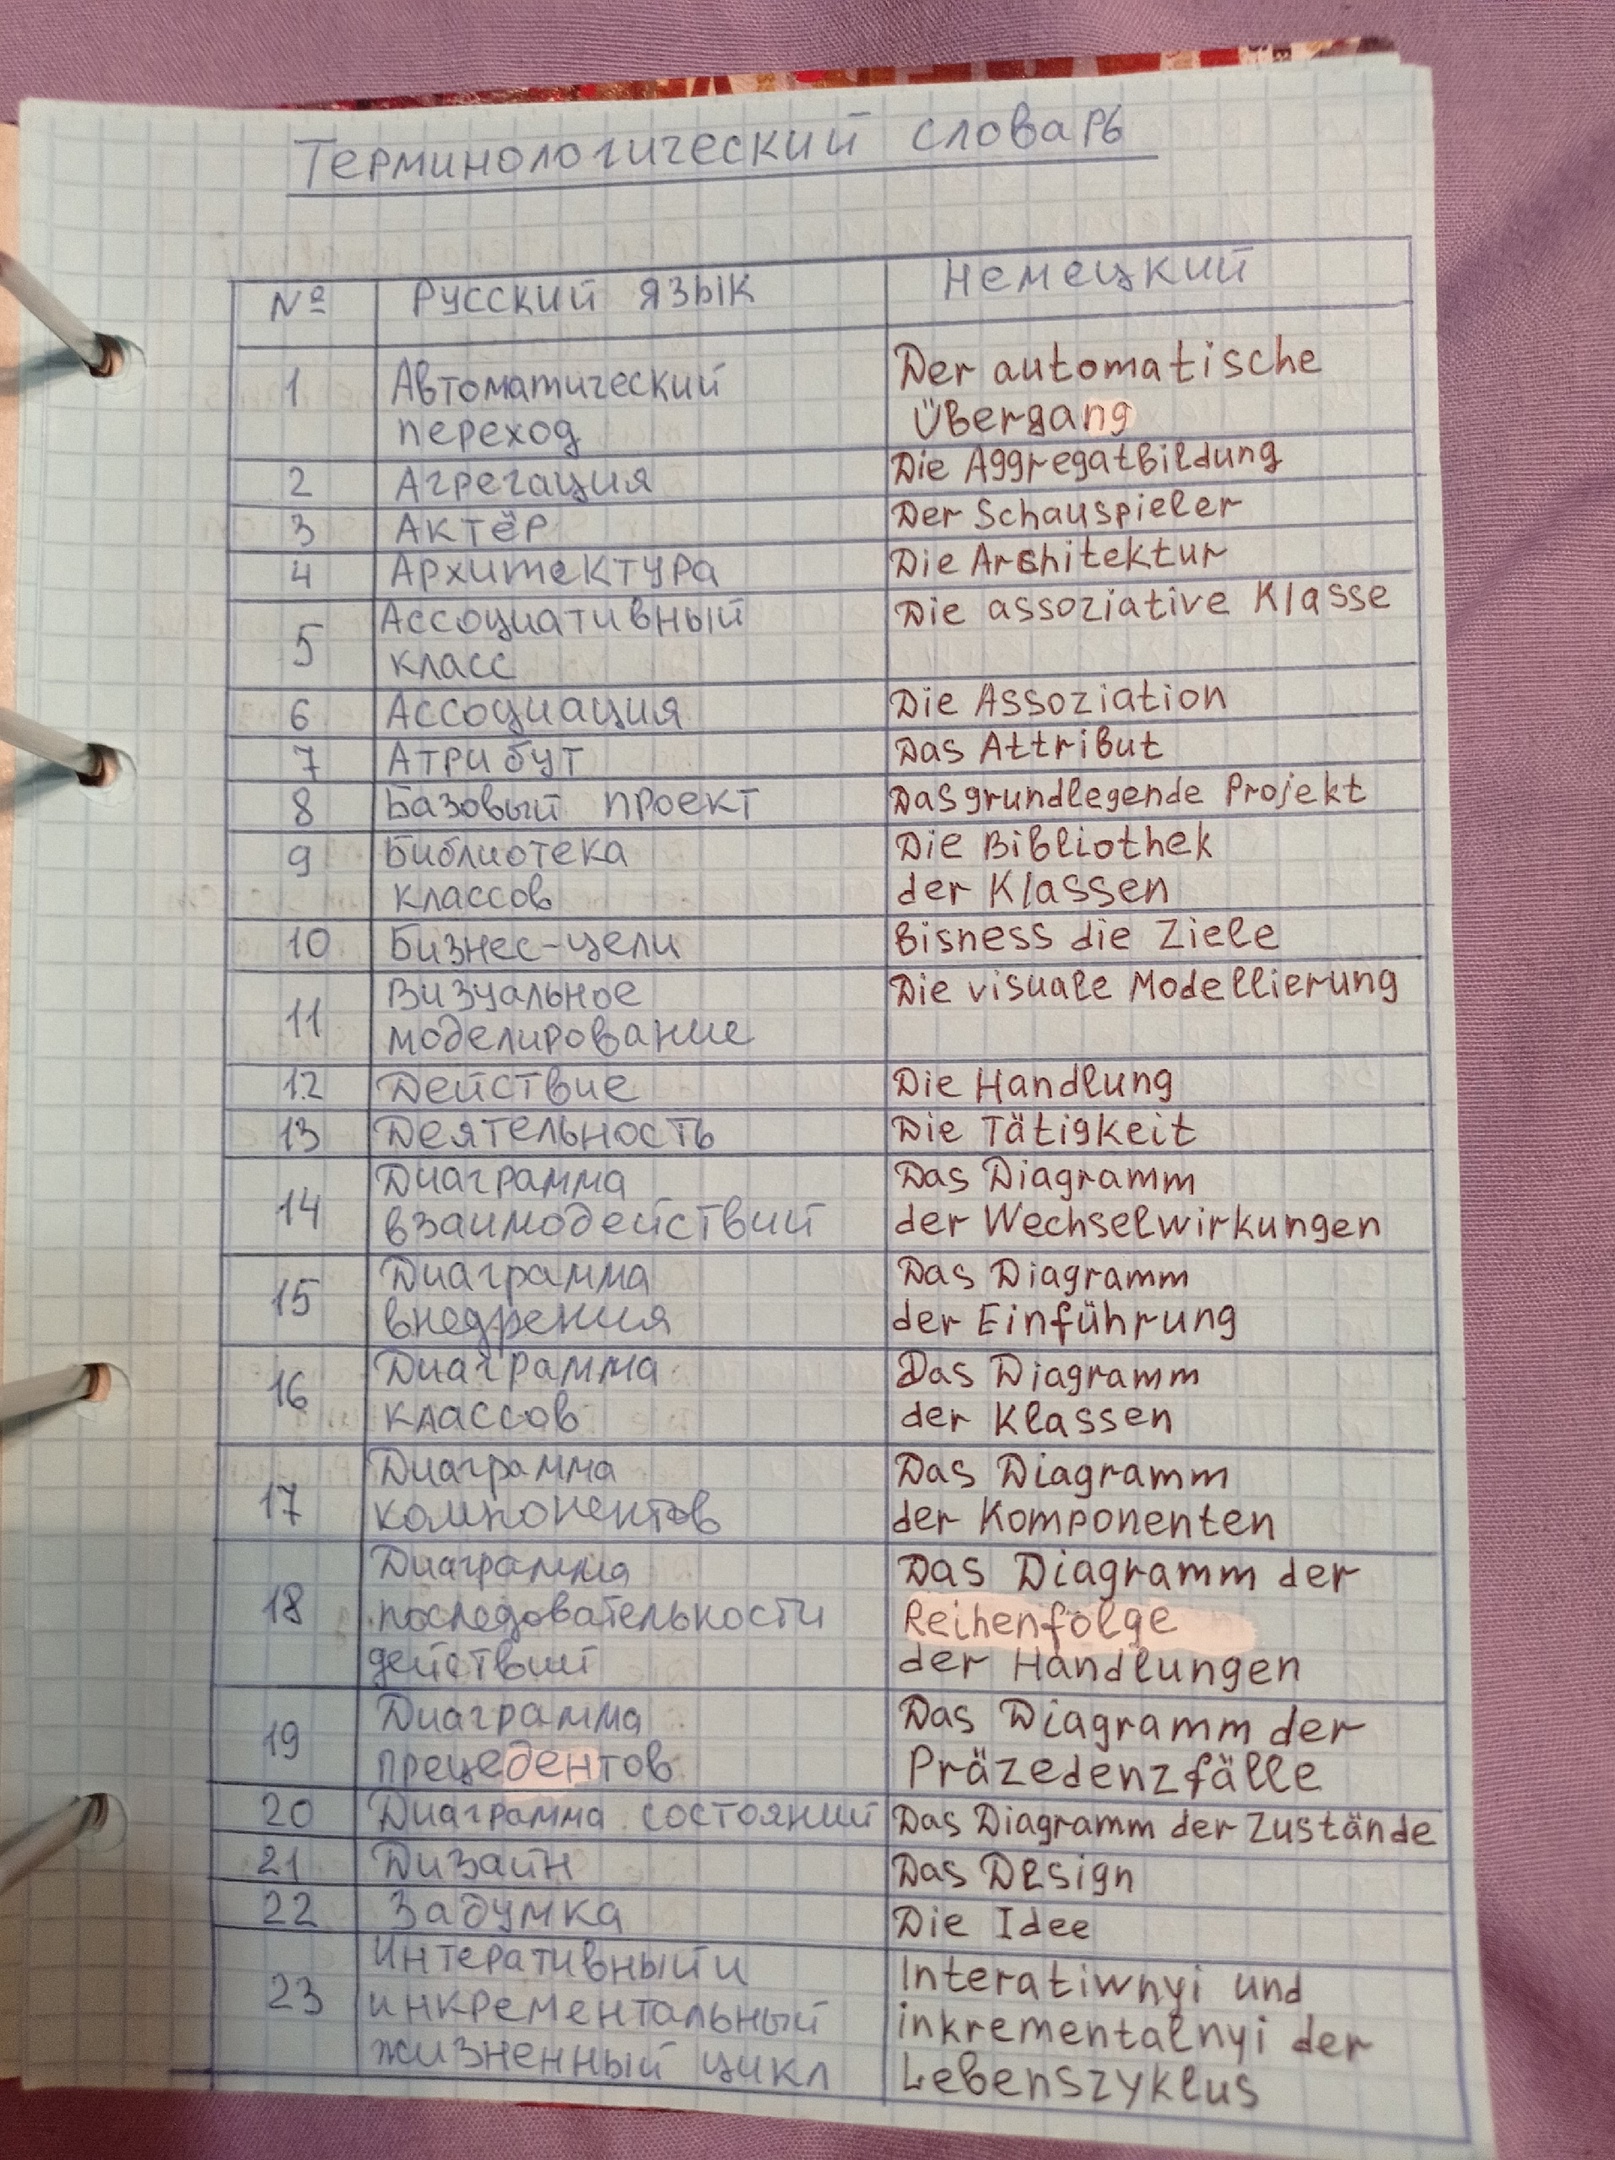 Терминологический словарь
№ Русский язык Немецкий
1 Автоматический переход Der automatische Übergang
2 Агрегация Die Aggregatbildung
3 Актёр Der Schauspieler
4 Архитектура Die Architektur
5 Ассоциативный класс Die assoziative Klasse
6 Ассоциация Die Assoziation
7 Атрибут Das Attribut
8 Базовый проект Das grundlegende Projekt
9 Библиотека классов Die Bibliothek der Klassen
10 Бизнес-цели Bisness die Ziele
11 Визуальное моделирование Die visuale Modellierung
12 Действие Die Handlung
13 Деятельность Die Tätigkeit
14 Диаграмма взаимодействий Das Diagramm der Wechselwirkungen
15 Диаграмма внедрения Das Diagramm der Einführung
16 Диаграмма классов Das Diagramm der Klassen
17 Диаграмма компонентов Das Diagramm der Komponenten
18 Диаграмма последовательности действий Das Diagramm der Reihenfolge der Handlungen
19 Диаграмма прецедентов Das Diagramm der Präzedenzfälle
20 Диаграмма состояний Das Diagramm der Zustände
21 Дизайн Das Design
22 Задумка Die Idee
23 Интеративный и инкрементальный жизненный цикл Interatiwnyi und inkrementalnyi der Lebenszyklus